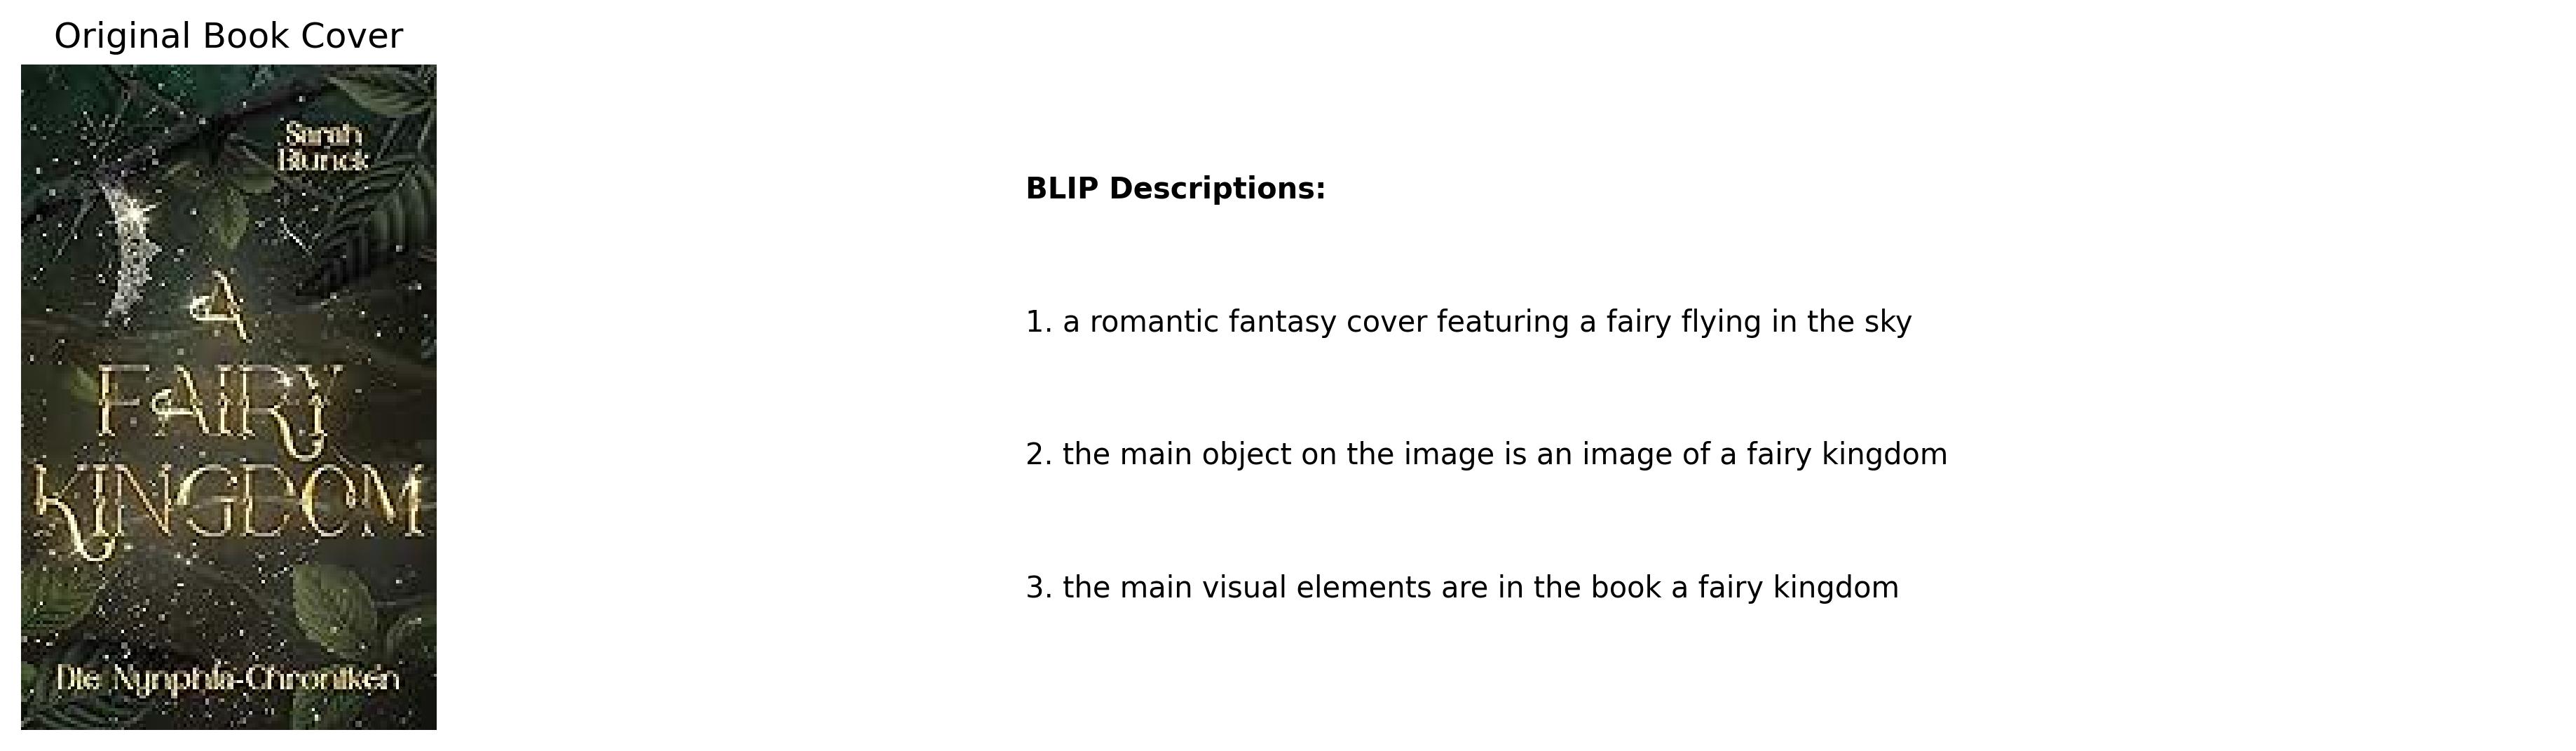 Original Book Cover
Sarah
Blunck
A
FAIRY
KINGDOM
Die Nymphia-Chroniken
BLIP Descriptions:
1. a romantic fantasy cover featuring a fairy flying in the sky
2. the main object on the image is an image of a fairy kingdom
3. the main visual elements are in the book a fairy kingdom